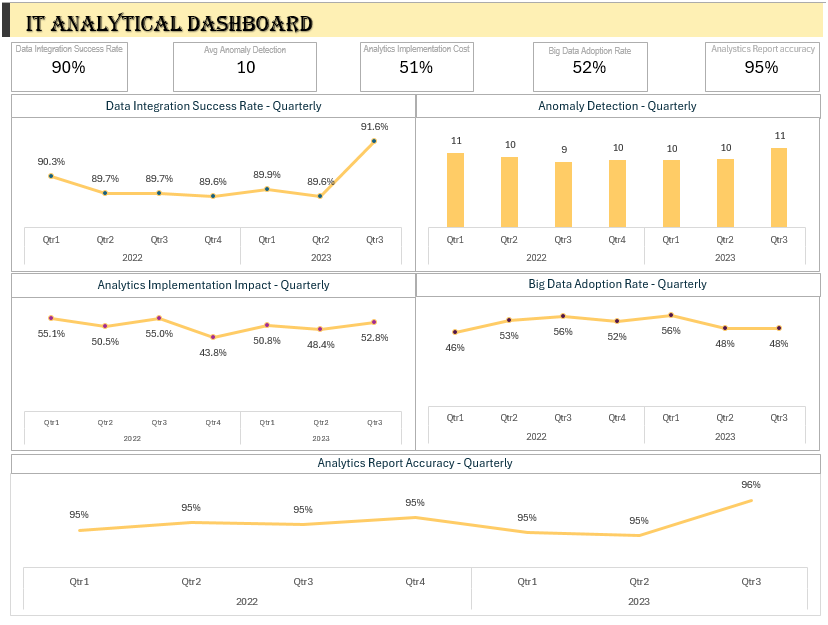 IT ANALYTICAL DASHBOARD
Data Integration Success Rate
90%
Avg Anomaly Detection
10
Analytics Implementation Cost
51%
Big Data Adoption Rate
52%
Analystics Report accuracy
95%
Data Integration Success Rate - Quarterly
90.3%
89.7%
89.7%
89.6%
89.9%
89.6%
91.6%
Qtr1 Qtr2 Qtr3 Qtr4 Qtr1 Qtr2 Qtr3
2022 2023
Anomaly Detection - Quarterly
11 10 9 10 10 10 11
Qtr1 Qtr2 Qtr3 Qtr4 Qtr1 Qtr2 Qtr3
2022 2023
Analytics Implementation Impact - Quarterly
55.1% 50.5% 55.0% 43.8% 50.8% 48.4% 52.8%
Qtr1 Qtr2 Qtr3 Qtr4 Qtr1 Qtr2 Qtr3
2022 2023
Big Data Adoption Rate - Quarterly
46% 53% 56% 52% 56% 48% 48%
Qtr1 Qtr2 Qtr3 Qtr4 Qtr1 Qtr2 Qtr3
2022 2023
Analytics Report Accuracy - Quarterly
95% 95% 95% 95% 95% 95% 96%
Qtr1 Qtr2 Qtr3 Qtr4 Qtr1 Qtr2 Qtr3
2022 2023